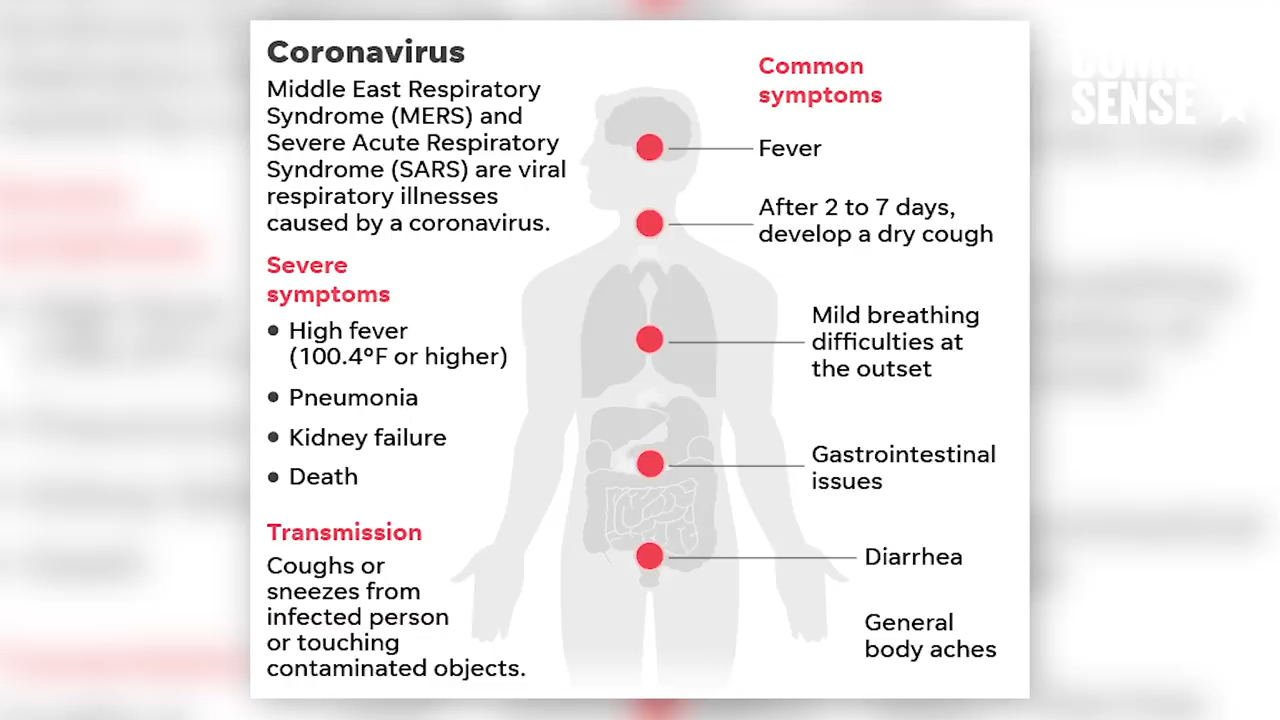 Coronavirus
Middle East Respiratory
Syndrome (MERS) and
Severe Acute Respiratory
Syndrome (SARS) are viral
respiratory illnesses
caused by a coronavirus.
Severe
symptoms
• High fever
(100.4°F or higher)
• Pneumonia
• Kidney failure
• Death
Transmission
Coughs or
sneezes from
infected person
or touching
contaminated objects.
Common
symptoms
Fever
After 2 to 7 days,
develop a dry cough
Mild breathing
difficulties at
the outset
Gastrointestinal
issues
Diarrhea
General
body aches
SENSE